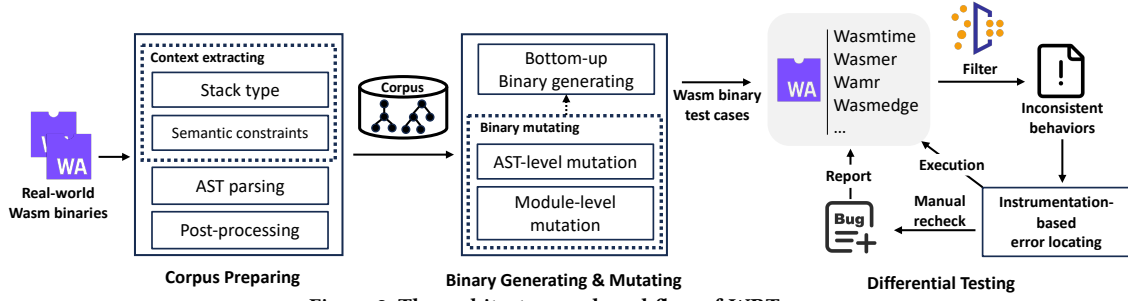 WA
WA
Real-world
Wasm binaries
Context extracting
Stack type
Semantic constraints
AST parsing
Post-processing
Corpus Preparing
Corpus
Bottom-up
Binary generating
Binary mutating
AST-level mutation
Module-level
mutation
Binary Generating & Mutating
Wasm binary
test cases
WA
Wasmtime
Wasmer
Wamr
Wasmedge
...
Filter
Inconsistent
behaviors
Execution
Report
Bug
Manual
recheck
Instrumentation-
based
error locating
Differential Testing